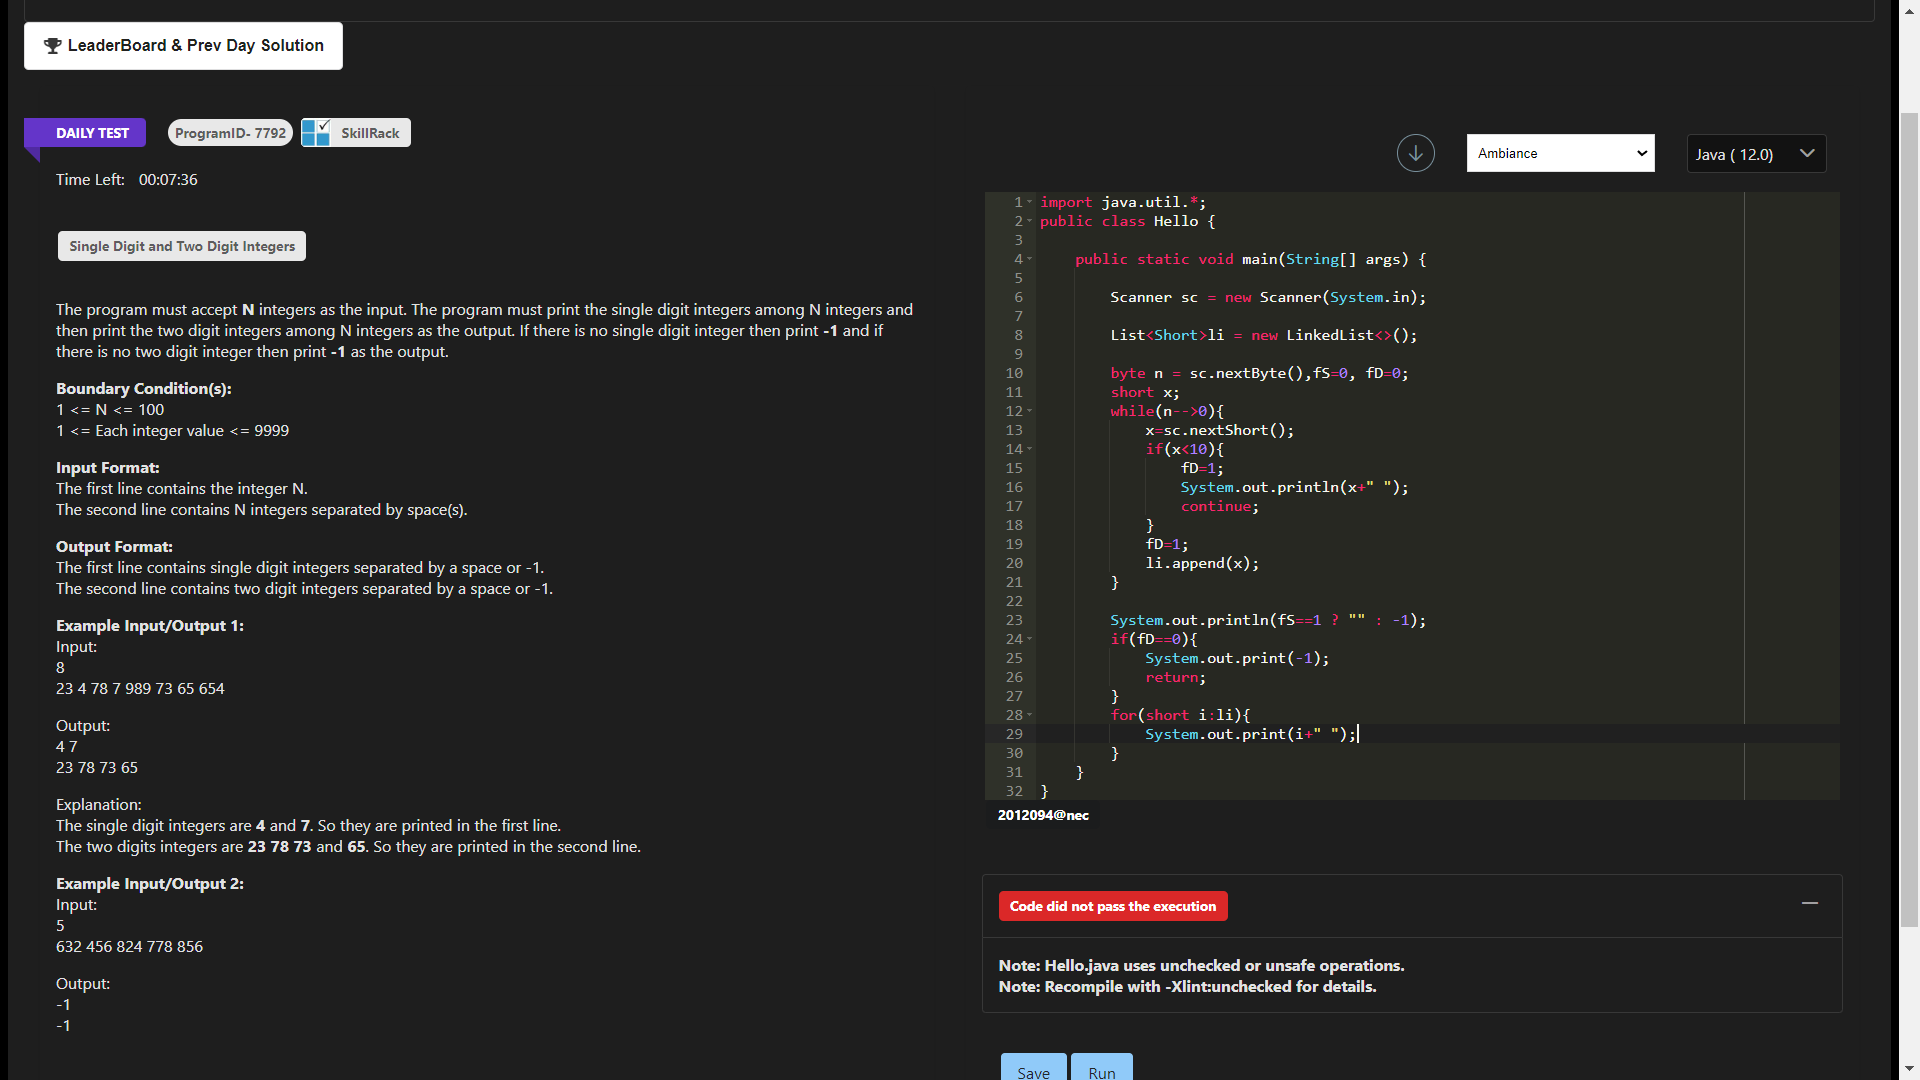 LeaderBoard & Prev Day Solution
DAILY TEST
ProgramID- 7792
SkillRack
Time Left: 00:07:36
Single Digit and Two Digit Integers
The program must accept N integers as the input. The program must print the single digit integers among N integers and
then print the two digit integers among N integers as the output. If there is no single digit integer then print -1 and if
there is no two digit integer then print -1 as the output.
Boundary Condition(s):
1 <= N <= 100
1 <= Each integer value <= 9999
Input Format:
The first line contains the integer N.
The second line contains N integers separated by space(s).
Output Format:
The first line contains single digit integers separated by a space or -1.
The second line contains two digit integers separated by a space or -1.
Example Input/Output 1:
Input:
8
23 4 78 7 989 73 65 654
Output:
4 7
23 78 73 65
Explanation:
The single digit integers are 4 and 7. So they are printed in the first line.
The two digits integers are 23 78 73 and 65. So they are printed in the second line.
Example Input/Output 2:
Input:
5
632 456 824 778 856
Output:
-1
-1
Ambiance
Java ( 12.0)
1 import java.util.*;
2 public class Hello {
3
4     public static void main(String[] args) {
5
6         Scanner sc = new Scanner(System.in);
7
8         List<Short>li = new LinkedList<>();
9
10         byte n = sc.nextByte(),fS=0, fD=0;
11         short x;
12         while(n-->0){
13             x=sc.nextShort();
14             if(x<10){
15                 fD=1;
16                 System.out.println(x+" ");
17                 continue;
18             }
19             fD=1;
20             li.append(x);
21         }
22
23         System.out.println(fS==1 ? "" : -1);
24         if(fD==0){
25             System.out.print(-1);
26             return;
27         }
28         for(short i:li){
29             System.out.print(i+" ");
30         }
31     }
32 }
2012094@nec
Code did not pass the execution
Note: Hello.java uses unchecked or unsafe operations.
Note: Recompile with -Xlint:unchecked for details.
Save
Run